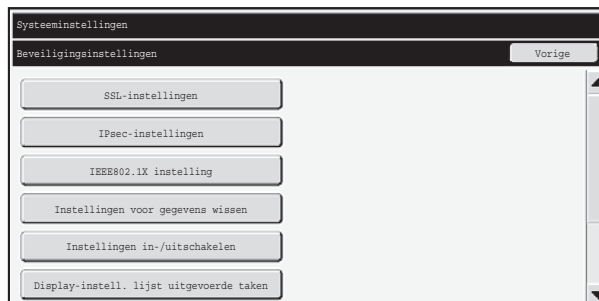 Systeeminstellingen
Beveiligingsinstellingen
Vorige
SSL-instellingen
IPsec-instellingen
IEEE802.1X instelling
Instellingen voor gegevens wissen
Instellingen in-/uitschakelen
Display-instell. lijst uitgevoerde taken